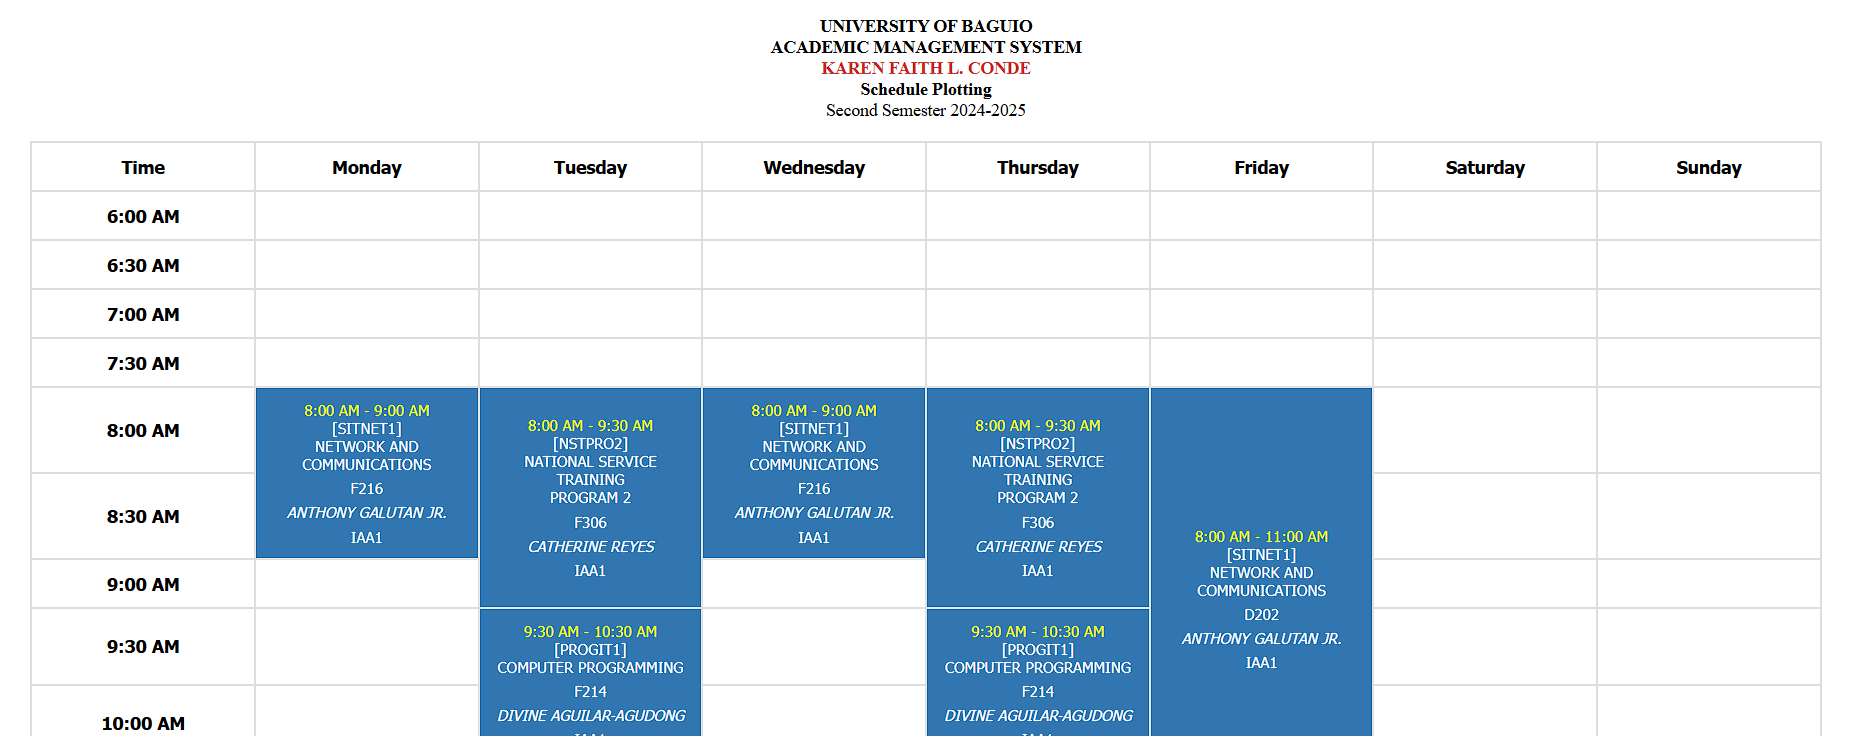 UNIVERSITY OF BAGUIO
ACADEMIC MANAGEMENT SYSTEM
KAREN FAITH L. CONDE
Schedule Plotting
Second Semester 2024-2025
Time Monday Tuesday Wednesday Thursday Friday Saturday Sunday
6:00 AM
6:30 AM
7:00 AM
7:30 AM
8:00 AM
8:30 AM
9:00 AM
9:30 AM
10:00 AM
8:00 AM - 9:00 AM
[SITNET1]
NETWORK AND
COMMUNICATIONS
F216
ANTHONY GALUTAN JR.
IAA1
8:00 AM - 9:30 AM
[NSTPRO2]
NATIONAL SERVICE
TRAINING
PROGRAM 2
F306
CATHERINE REYES
IAA1
9:30 AM - 10:30 AM
[PROGIT1]
COMPUTER PROGRAMMING
F214
DIVINE AGUILAR-AGUDONG
8:00 AM - 9:00 AM
[SITNET1]
NETWORK AND
COMMUNICATIONS
F216
ANTHONY GALUTAN JR.
IAA1
8:00 AM - 9:30 AM
[NSTPRO2]
NATIONAL SERVICE
TRAINING
PROGRAM 2
F306
CATHERINE REYES
IAA1
9:30 AM - 10:30 AM
[PROGIT1]
COMPUTER PROGRAMMING
F214
DIVINE AGUILAR-AGUDONG
8:00 AM - 11:00 AM
[SITNET1]
NETWORK AND
COMMUNICATIONS
D202
ANTHONY GALUTAN JR.
IAA1